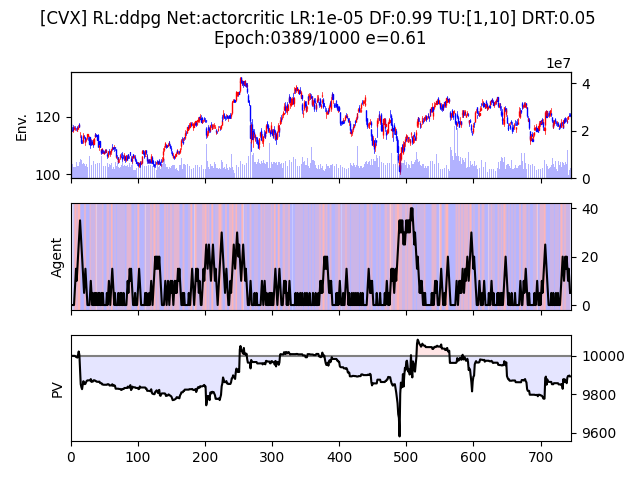 [CVX] RL:ddpg Net:actorcritic LR:1e-05 DF:0.99 TU:[1,10] DRT:0.05
Epoch:0389/1000 e=0.61
1e7
Env.
120
100
4
2
0
Agent
40
20
0
PV
10000
9800
9600
0 100 200 300 400 500 600 700